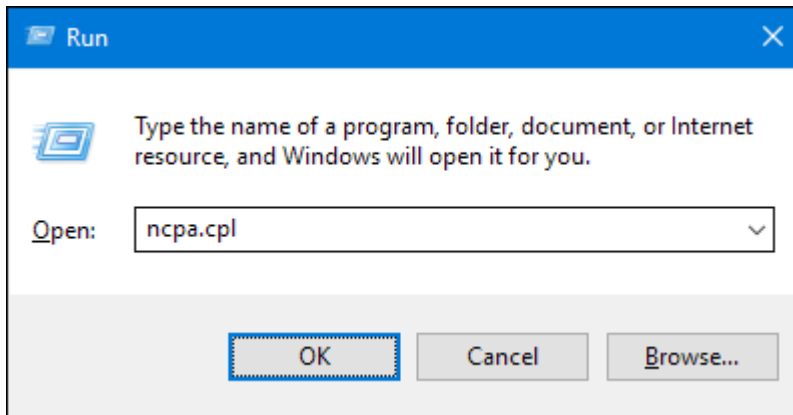 Run
Type the name of a program, folder, document, or Internet
resource, and Windows will open it for you.
Open: ncpa.cpl
OK Cancel Browse...